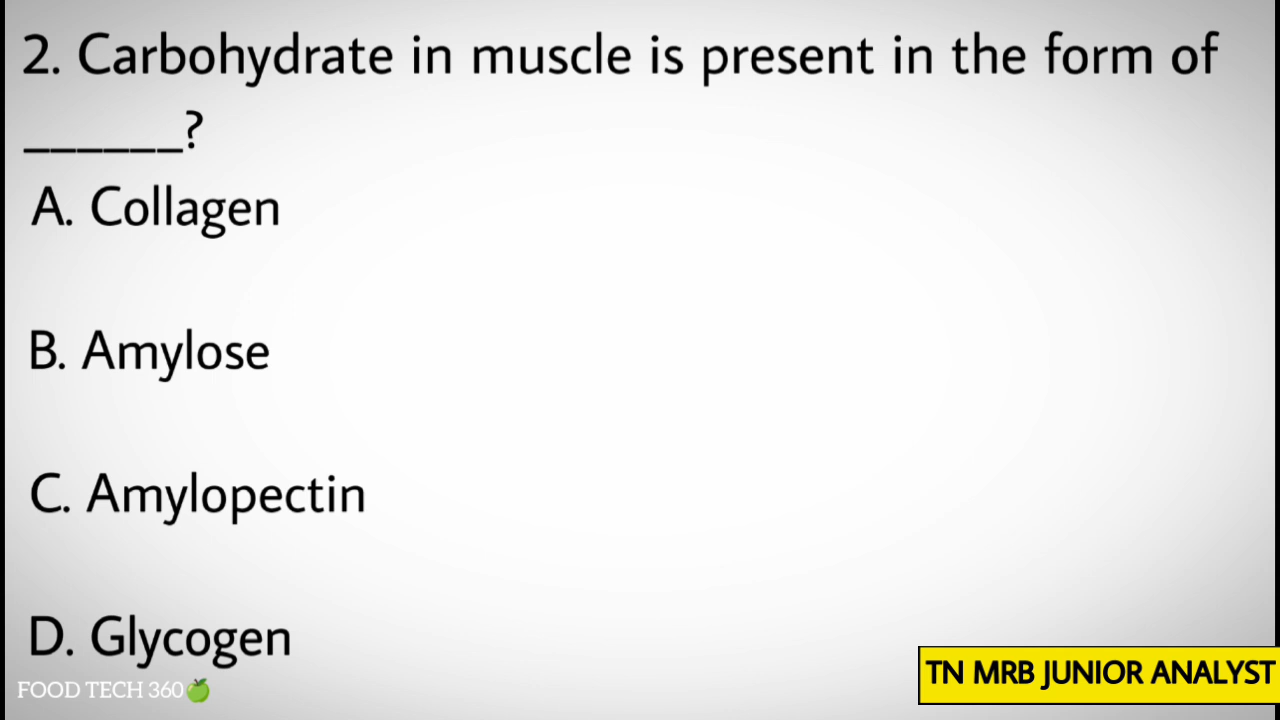 2. Carbohydrate in muscle is present in the form of
______?
A. Collagen
B. Amylose
C. Amylopectin
D. Glycogen
FOOD TECH 360🍏
TN MRB JUNIOR ANALYST